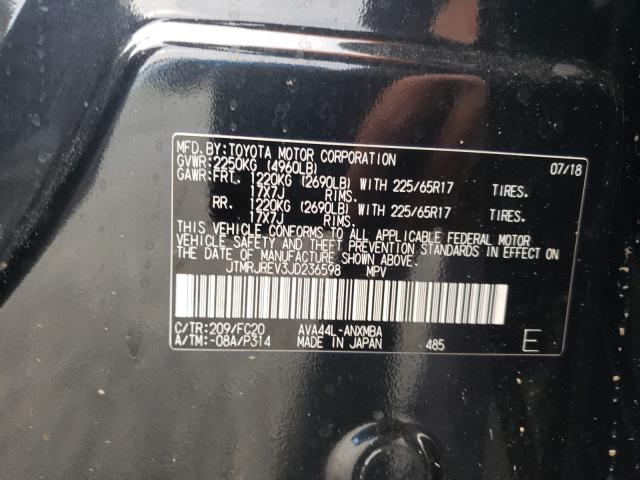 MFD. BY: TOYOTA MOTOR CORPORATION 07/18
GVWR: 2250KG (4960LB)
GAWR: FRT. 1220KG (2690LB) WITH 225/65R17 TIRES.
17X7J RIMS.
RR. 1220KG (2690LB) WITH 225/65R17 TIRES.
17X7J RIMS.
THIS VEHICLE CONFORMS TO ALL APPLICABLE FEDERAL MOTOR
VEHICLE SAFETY AND THEFT PREVENTION STANDARDS IN EFFECT ON
THE DATE OF MANUFACTURE SHOWN ABOVE.
JTMRJREV3JD236598 MPV
C/TR: 209/FC20 AVA44L-ANXMBA
A/TM: -08A/P314 MADE IN JAPAN 485 E